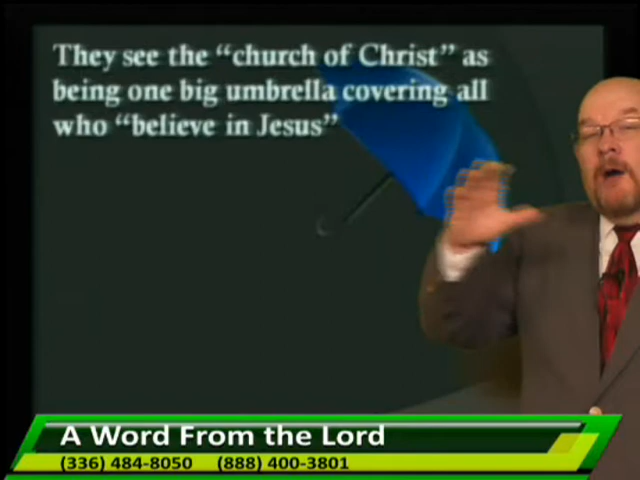 They see the “church of Christ” as
being one big umbrella covering all
who “believe in Jesus”
A Word From the Lord
(336) 484-8050 (888) 400-3801